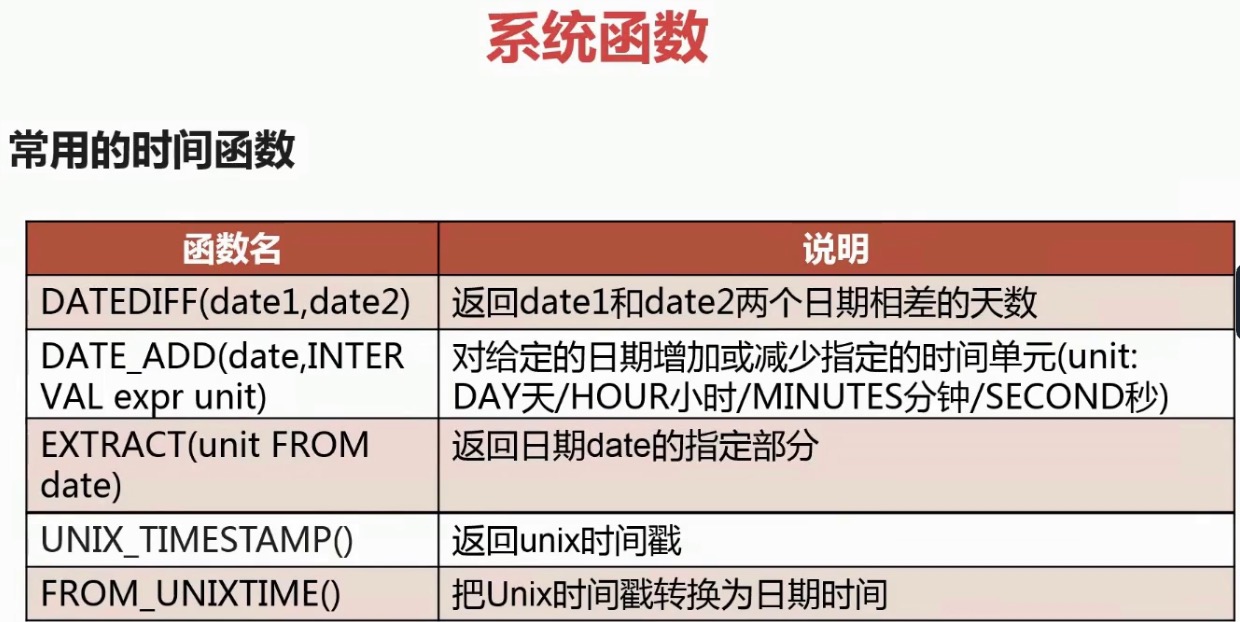 系统函数
常用的时间函数
函数名
说明
DATEDIFF(date1,date2)
返回date1和date2两个日期相差的天数
DATE_ADD(date,INTER
VAL expr unit)
对给定的日期增加或减少指定的时间单元(unit:
DAY天/HOUR小时/MINUTES分钟/SECOND秒)
EXTRACT(unit FROM
date)
返回日期date的指定部分
UNIX_TIMESTAMP()
返回unix时间戳
FROM_UNIXTIME()
把Unix时间戳转换为日期时间